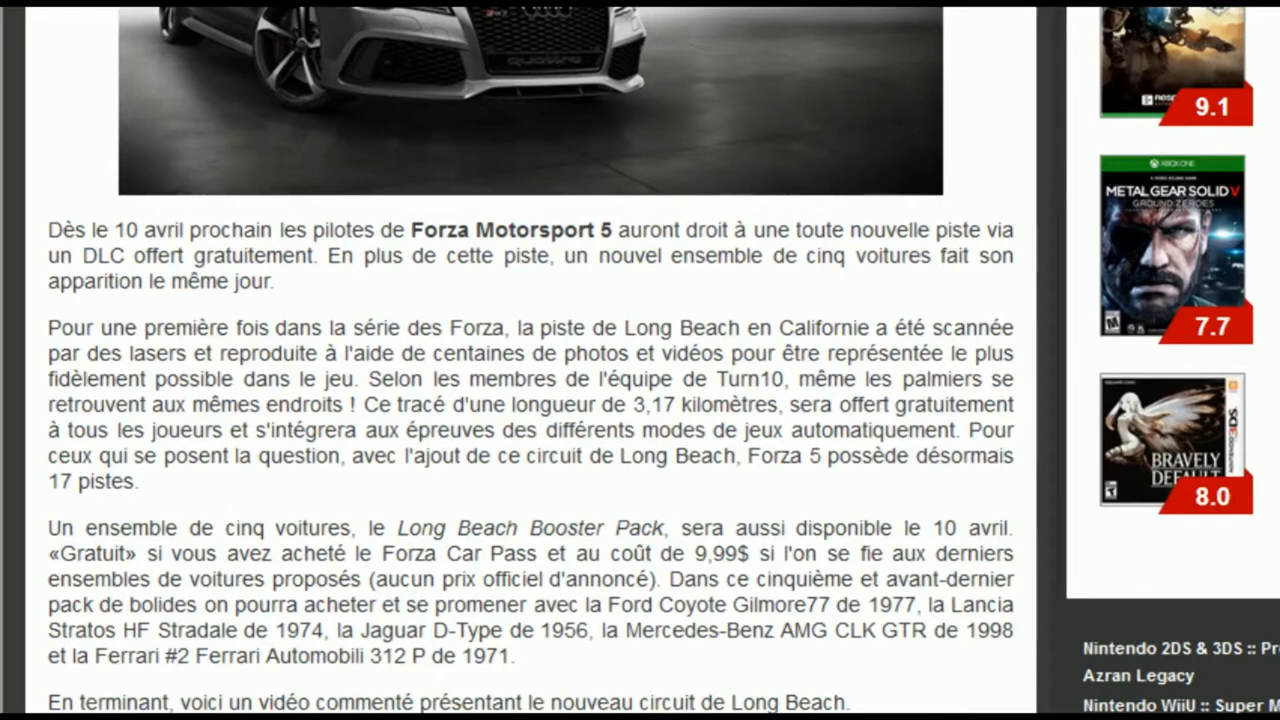 quattro
Dès le 10 avril prochain les pilotes de Forza Motorsport 5 auront droit à une toute nouvelle piste via
un DLC offert gratuitement. En plus de cette piste, un nouvel ensemble de cinq voitures fait son
apparition le même jour.
Pour une première fois dans la série des Forza, la piste de Long Beach en Californie a été scannée
par des lasers et reproduite à l'aide de centaines de photos et vidéos pour être représentée le plus
fidèlement possible dans le jeu. Selon les membres de l'équipe de Turn10, même les palmiers se
retrouvent aux mêmes endroits ! Ce tracé d'une longueur de 3,17 kilomètres, sera offert gratuitement
à tous les joueurs et s'intégrera aux épreuves des différents modes de jeux automatiquement. Pour
ceux qui se posent la question, avec l'ajout de ce circuit de Long Beach, Forza 5 possède désormais
17 pistes.
Un ensemble de cinq voitures, le Long Beach Booster Pack, sera aussi disponible le 10 avril.
«Gratuit» si vous avez acheté le Forza Car Pass et au coût de 9,99$ si l'on se fie aux derniers
ensembles de voitures proposés (aucun prix officiel d'annoncé). Dans ce cinquième et avant-dernier
pack de bolides on pourra acheter et se promener avec la Ford Coyote Gilmore77 de 1977, la Lancia
Stratos HF Stradale de 1974, la Jaguar D-Type de 1956, la Mercedes-Benz AMG CLK GTR de 1998
et la Ferrari #2 Ferrari Automobili 312 P de 1971.
En terminant, voici un vidéo commenté présentant le nouveau circuit de Long Beach.
9.1
XBOX ONE
METAL GEAR SOLID V
GROUND ZEROES
M
7.7
3DS
BRAVELY
DEFAULT
T
8.0
Nintendo 2DS & 3DS :: Pr
Azran Legacy
Nintendo WiiU :: Super M